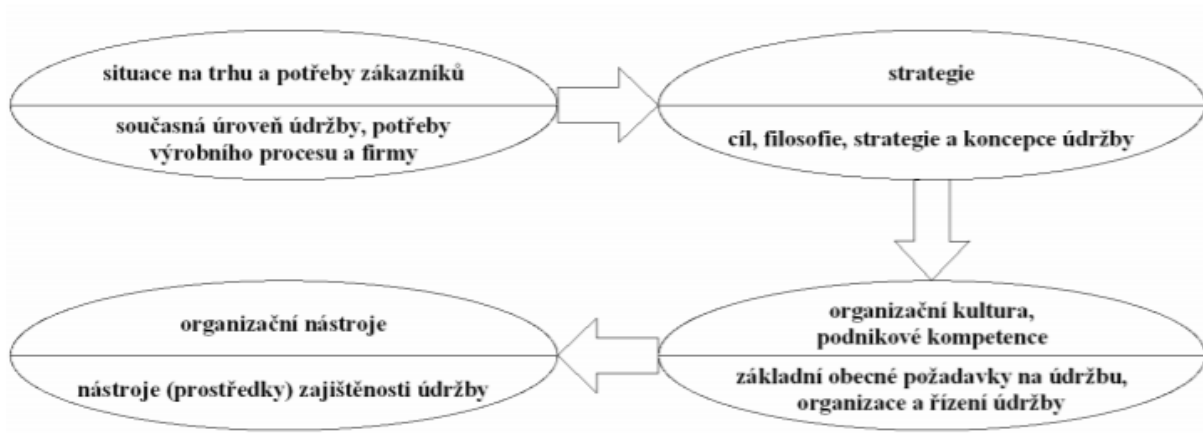 situace na trhu a potřeby zákazníků
současná úroveň údržby, potřeby
výrobního procesu a firmy
strategie
cíl, filosofie, strategie a koncepce údržby
organizační kultura,
podnikové kompetence
základní obecné požadavky na údržbu,
organizace a řízení údržby
organizační nástroje
nástroje (prostředky) zajištěnosti údržby